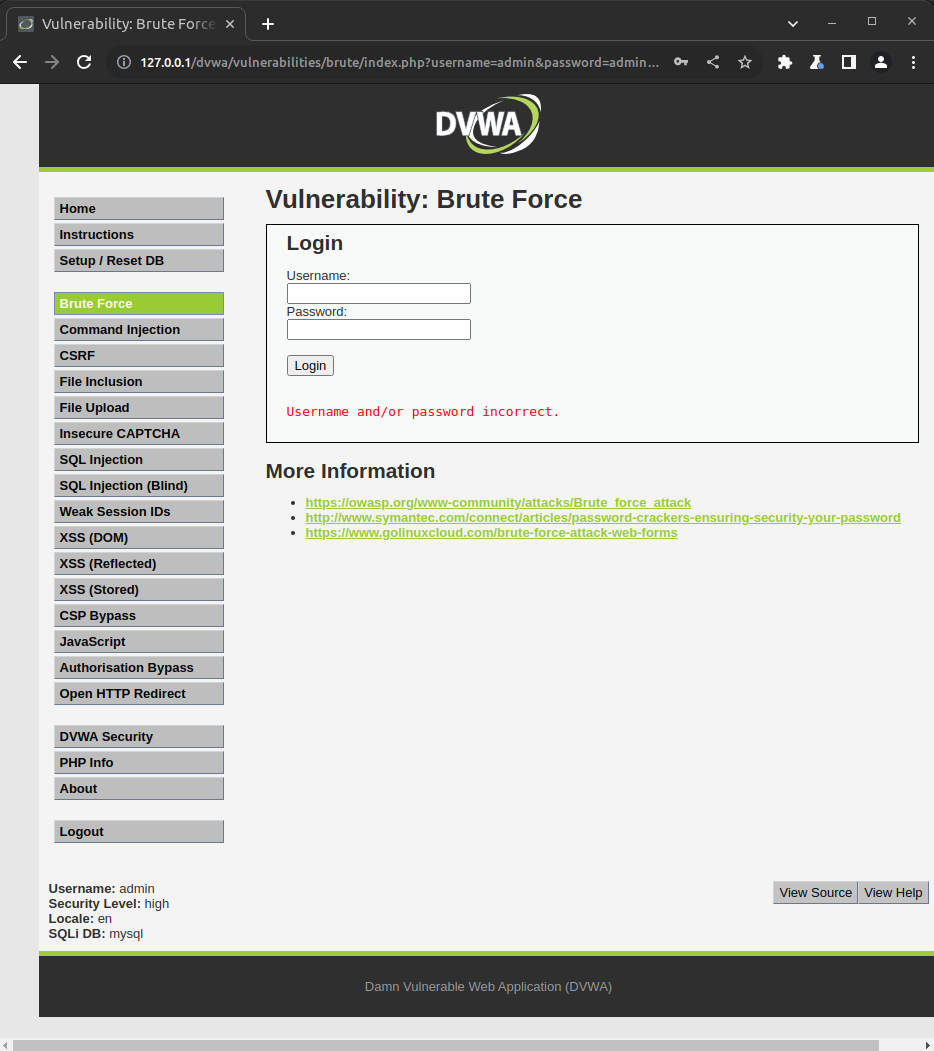 Vulnerability: Brute Force
127.0.0.1/dvwa/vulnerabilities/brute/index.php?username=admin&password=admin...
DVWA
Home
Instructions
Setup / Reset DB
Brute Force
Command Injection
CSRF
File Inclusion
File Upload
Insecure CAPTCHA
SQL Injection
SQL Injection (Blind)
Weak Session IDs
XSS (DOM)
XSS (Reflected)
XSS (Stored)
CSP Bypass
JavaScript
Authorisation Bypass
Open HTTP Redirect
DVWA Security
PHP Info
About
Logout
Vulnerability: Brute Force
Login
Username:
Password:
Login
Username and/or password incorrect.
More Information
https://owasp.org/www-community/attacks/Brute_force_attack
http://www.symantec.com/connect/articles/password-crackers-ensuring-security-your-password
https://www.golinuxcloud.com/brute-force-attack-web-forms
Username: admin
Security Level: high
Locale: en
SQLi DB: mysql
View Source View Help
Damn Vulnerable Web Application (DVWA)